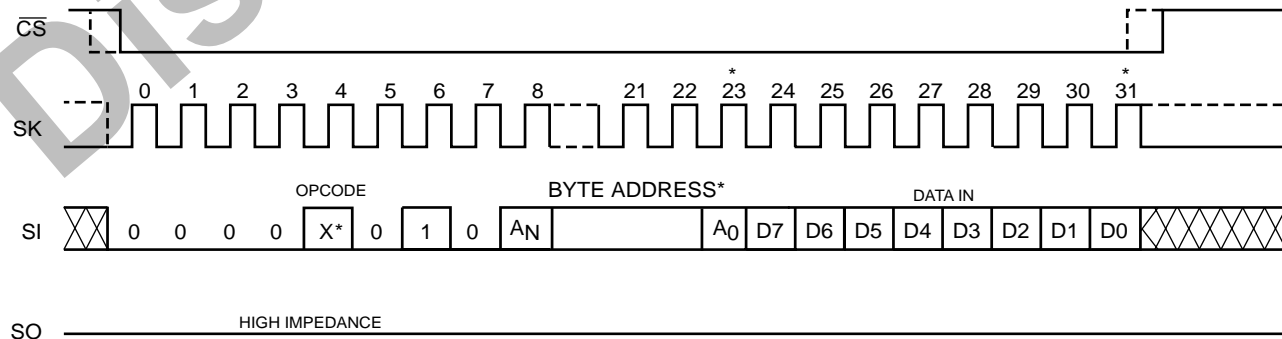 Dis
CS
* *
0 1 2 3 4 5 6 7 8 21 22 23 24 25 26 27 28 29 30 31
SK
OPCODE BYTE ADDRESS* DATA IN
SI 0 0 0 0 X* 0 1 0 AN A0 D7 D6 D5 D4 D3 D2 D1 D0
HIGH IMPEDANCE
SO